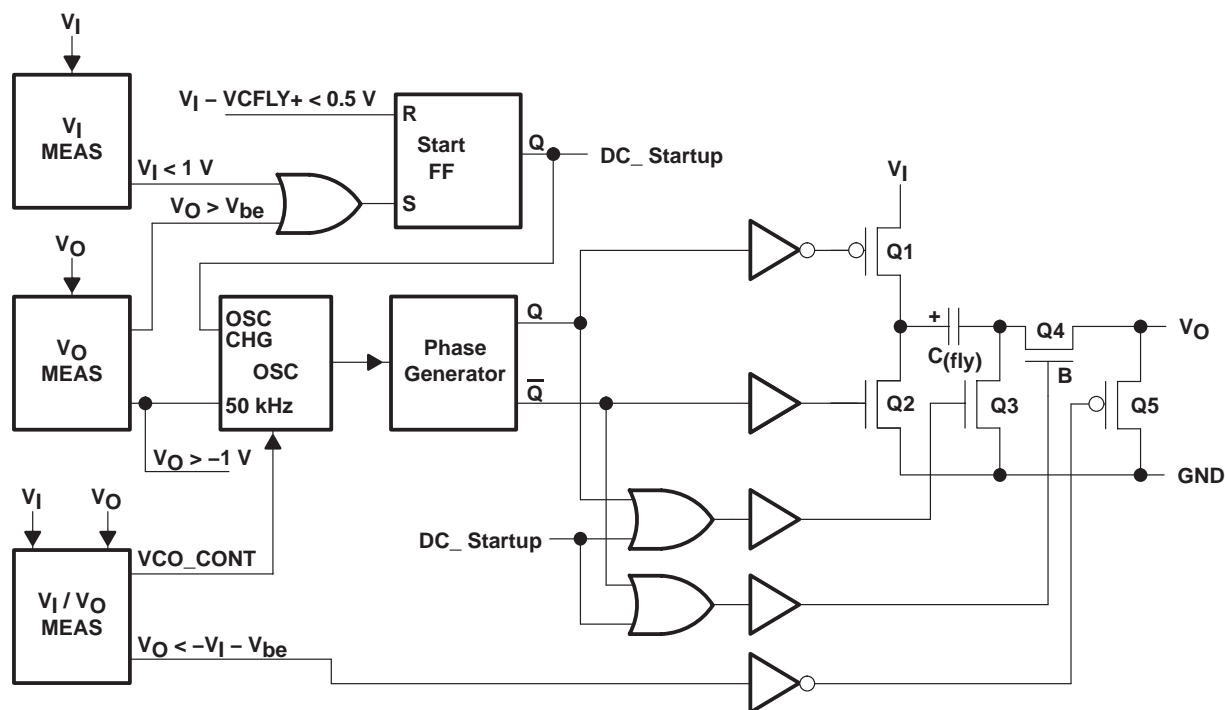 VI
VI
MEAS
VI – VCFLY+ < 0.5 V
R
Start
FF
Q
S
DC_ Startup
VI < 1 V
VO > Vbe
VO
VO
MEAS
OSC
CHG
OSC
50 kHz
VO > –1 V
Phase
Generator
Q
Q̅
VI
Q1
+
C(fly)
Q4
B
VO
Q2
Q3
Q5
GND
DC_ Startup
VI
VO
VI / VO
MEAS
VCO_CONT
VO < –VI – Vbe